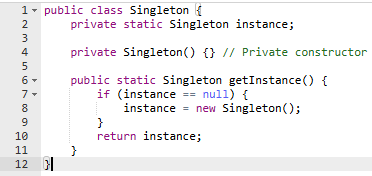 1 public class Singleton {
2     private static Singleton instance;
3
4     private Singleton() {} // Private constructor
5
6     public static Singleton getInstance() {
7         if (instance == null) {
8             instance = new Singleton();
9         }
10         return instance;
11     }
12 }